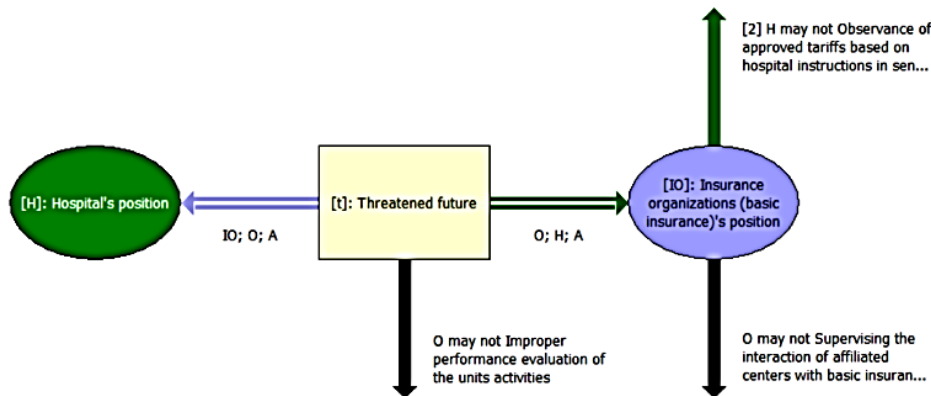 [2] H may not Observance of
approved tariffs based on
hospital instructions in sen...
[H]: Hospital's position
[t]: Threatened future
[IO]: Insurance
organizations (basic
insurance)'s position
IO; O; A
O; H; A
O may not Improper
performance evaluation of
the units activities
O may not Supervising the
interaction of affiliated
centers with basic insuran...